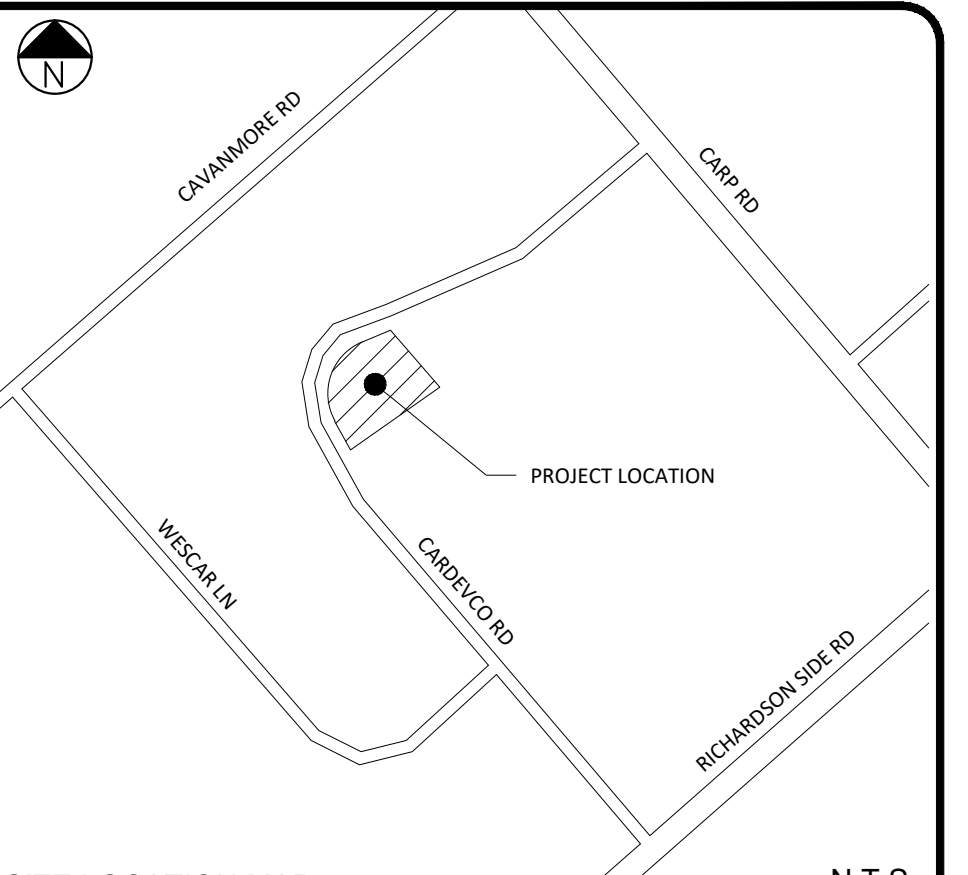 N
CAVANMORE RD
CARP RD
PROJECT LOCATION
WESCAR LN
CARDEVCO RD
RICHARDSON SIDE RD